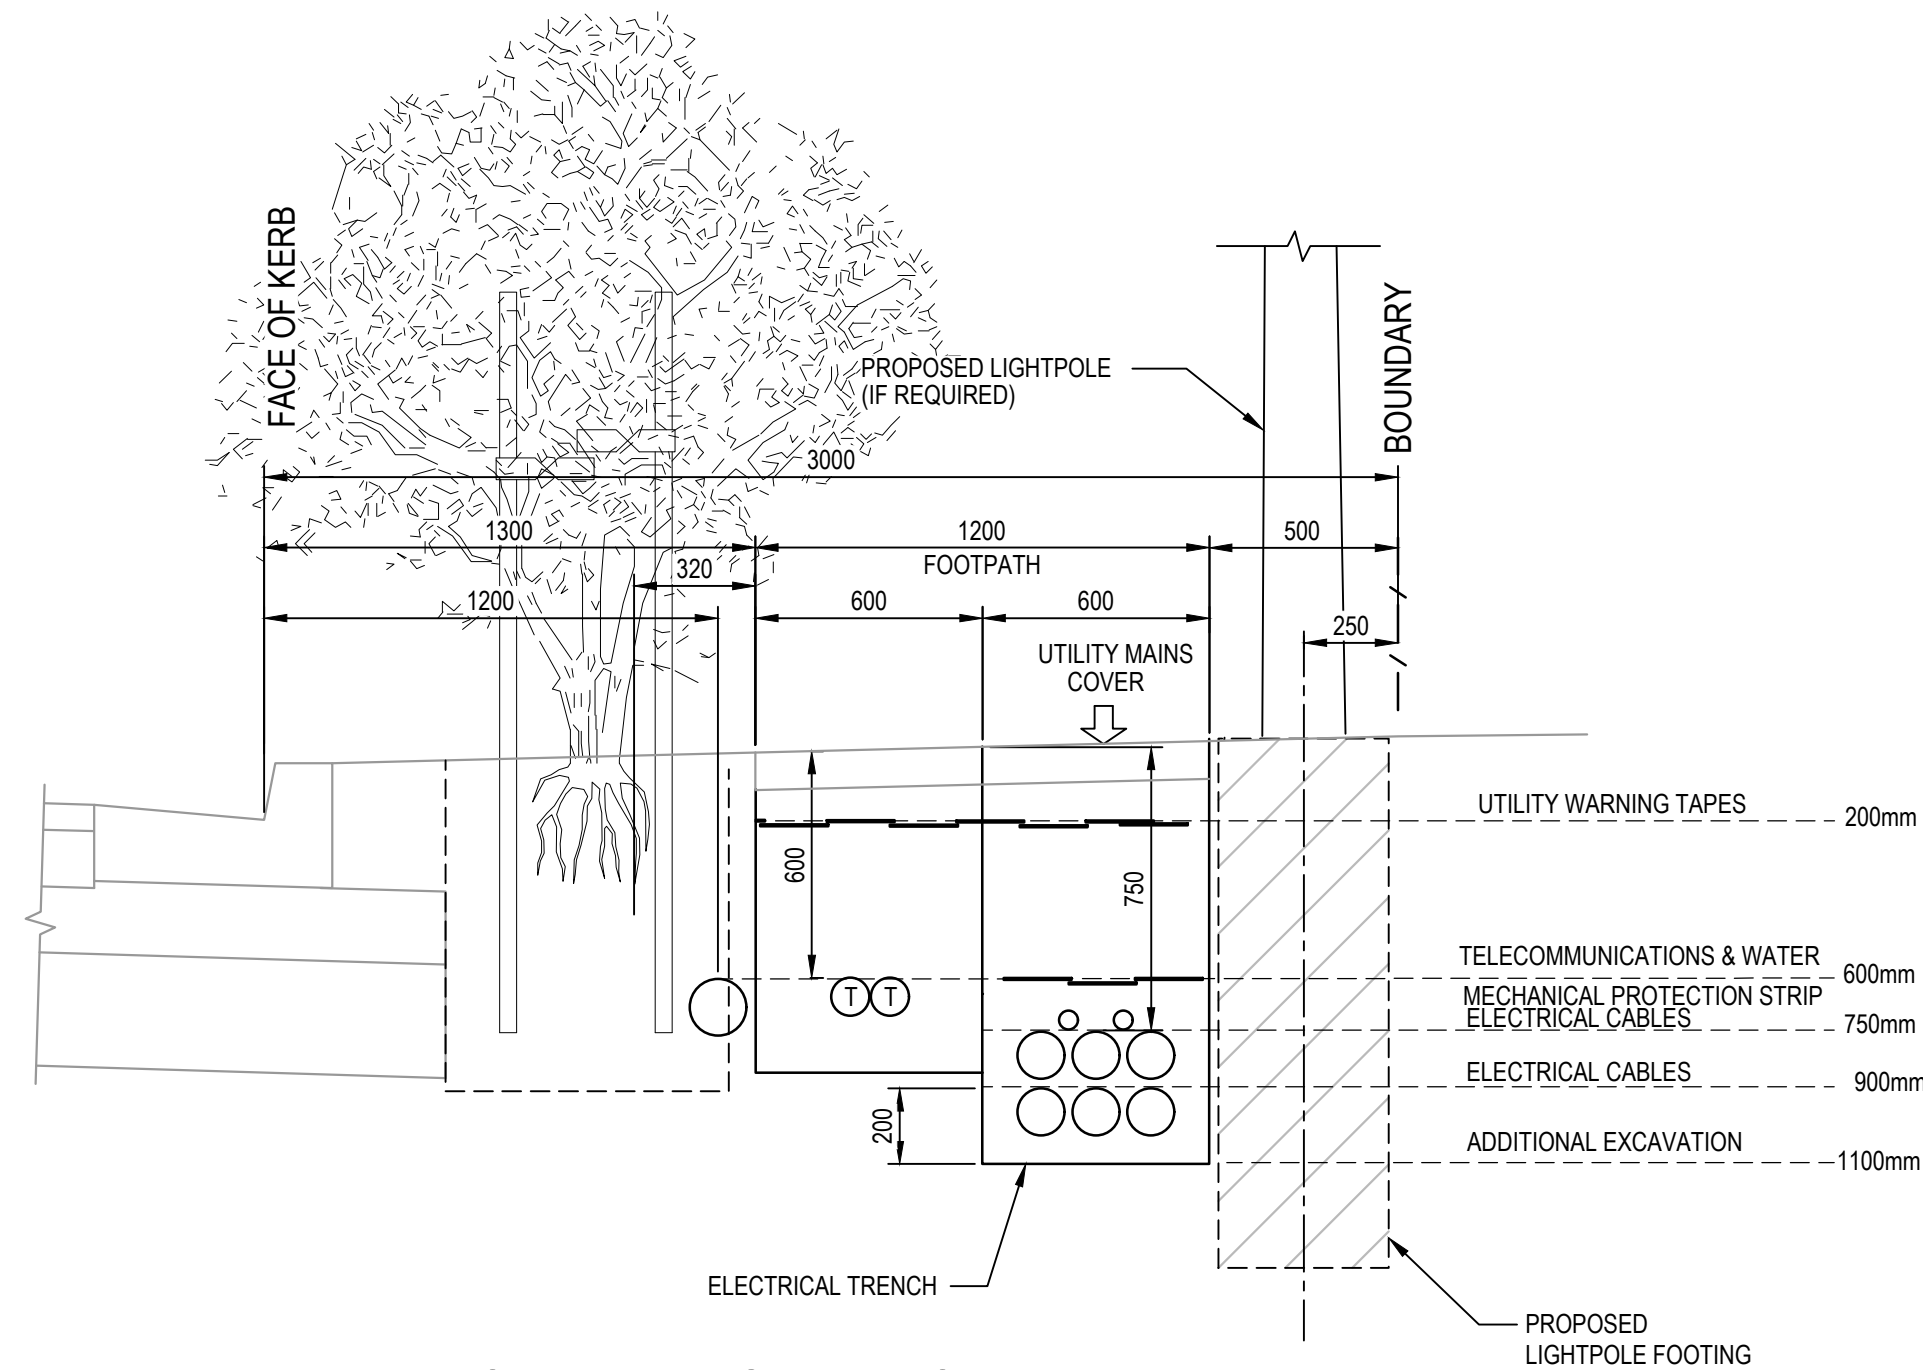 FACE OF KERB
BOUNDARY
PROPOSED LIGHTPOLE
(IF REQUIRED)
3000
1300
1200
500
FOOTPATH
320
1200
600
600
250
UTILITY MAINS
COVER
UTILITY WARNING TAPES
200mm
600
750
TELECOMMUNICATIONS & WATER
600mm
MECHANICAL PROTECTION STRIP
T
T
ELECTRICAL CABLES
750mm
ELECTRICAL CABLES
900mm
200
ADDITIONAL EXCAVATION
1100mm
ELECTRICAL TRENCH
PROPOSED
LIGHTPOLE FOOTING